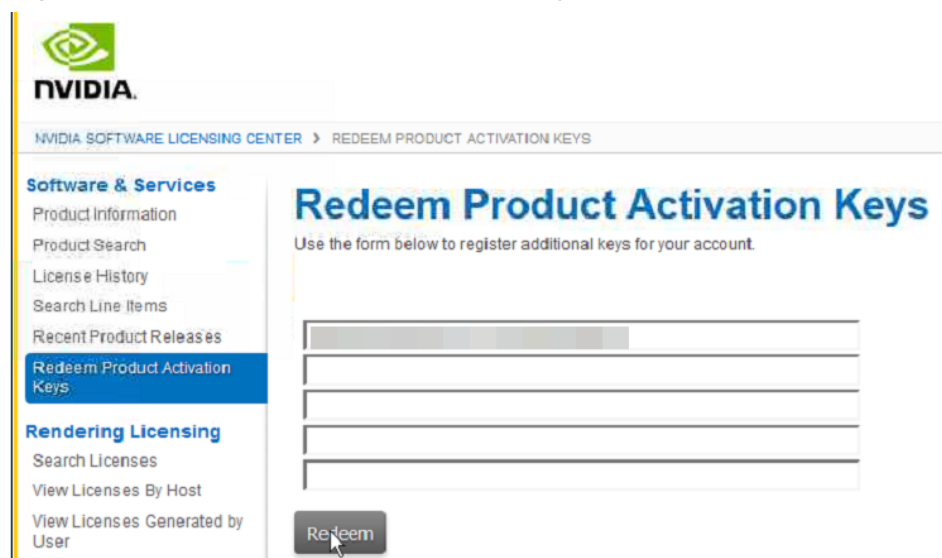 NVIDIA.
NVIDIA SOFTWARE LICENSING CENTER > REDEEM PRODUCT ACTIVATION KEYS
Software & Services
Product Information
Product Search
License History
Search Line Items
Recent Product Releases
Redeem Product Activation
Keys
Rendering Licensing
Search Licenses
View Licenses By Host
View Licenses Generated by
User
Redeem Product Activation Keys
Use the form below to register additional keys for your account.
Redeem